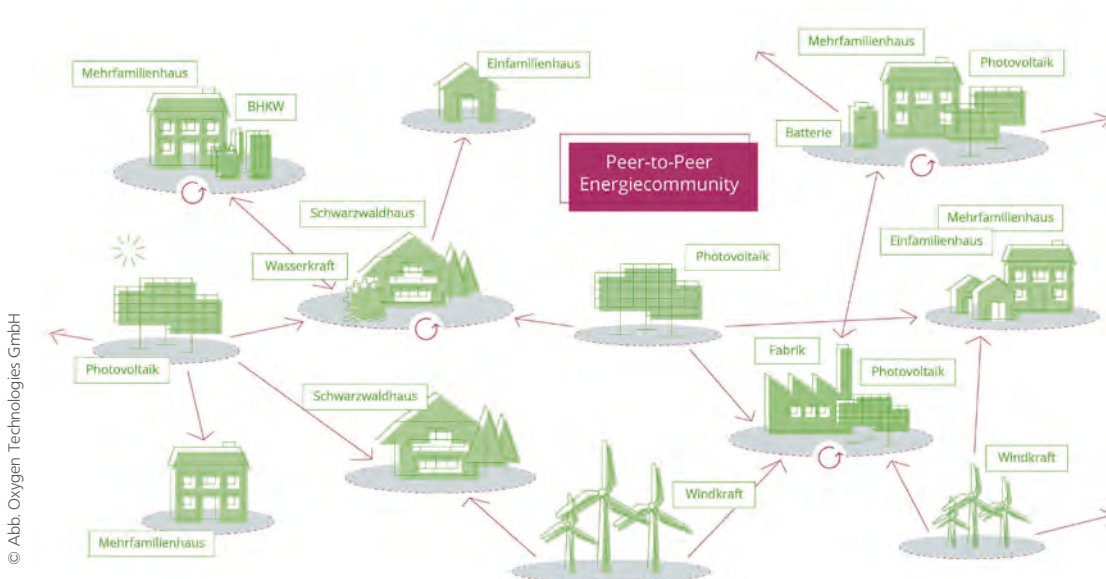 Mehrfamilienhaus
BHKW
Einfamilienhaus
Mehrfamilienhaus
Photovoltaik
Batterie
Peer-to-Peer
Energiecommunity
Schwarzwaldhaus
Wasserkraft
Mehrfamilienhaus
Einfamilienhaus
Photovoltaik
Photovoltaik
Fabrik
Photovoltaik
Schwarzwaldhaus
Windkraft
Windkraft
Mehrfamilienhaus
© Abb. Oxygen Technologies GmbH